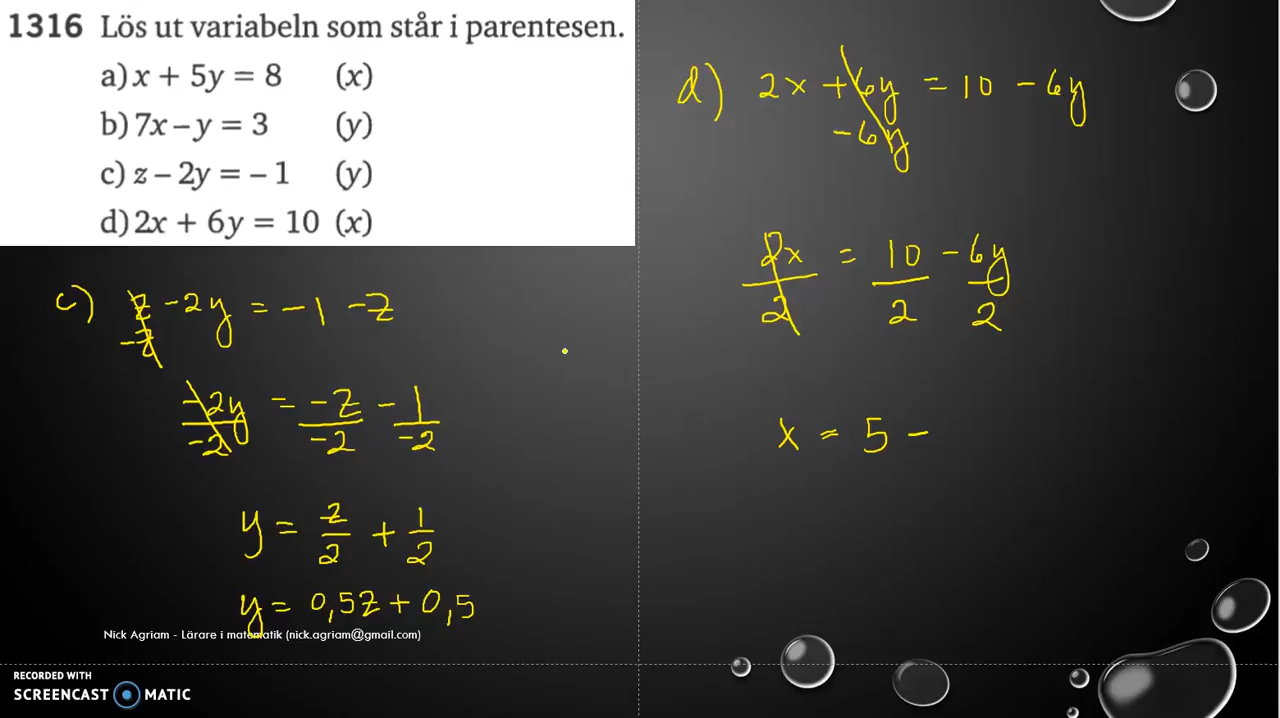 1316 Lös ut variabeln som står i parentesen.
a) x + 5y = 8 (x)
b) 7x – y = 3 (y)
c) z – 2y = – 1 (y)
d) 2x + 6y = 10 (x)
c) z - 2y = - 1 - z
- z
-2y = -z - 1
-2 -2 -2
y = z/2 + 1/2
y = 0,5z + 0,5
Nick Agriam - Lärare i matematik (nick.agriam@gmail.com)
d) 2x + 6y = 10 - 6y
- 6y
2x = 10 - 6y
2 2 2
x = 5 -
RECORDED WITH
SCREENCAST MATIC